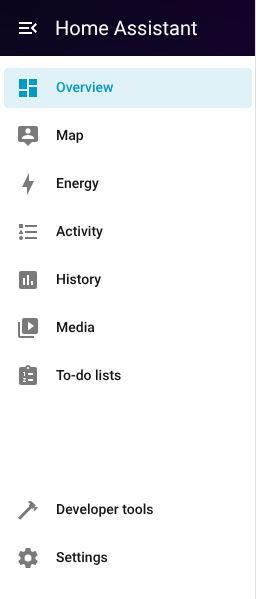 Home Assistant
Overview
Map
Energy
Activity
History
Media
To-do lists
Developer tools
Settings